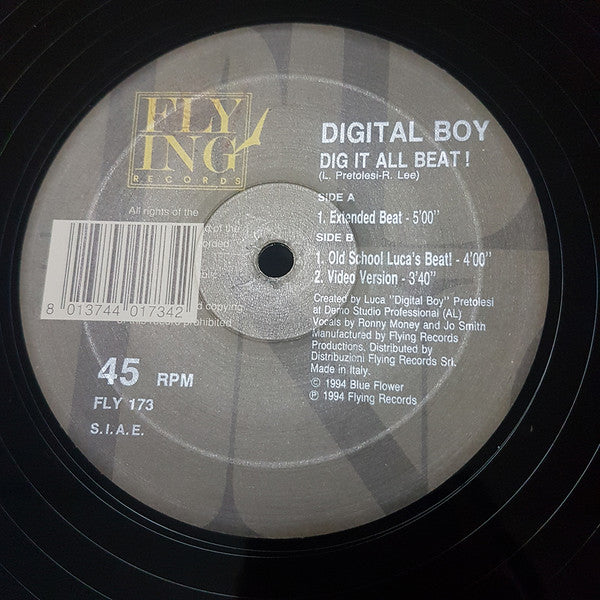 FLY
ING
RECORDS
DIGITAL BOY
DIG IT ALL BEAT !
(L. Pretolesi-R. Lee)
SIDE A
1. Extended Beat - 5'00"
SIDE B
1. Old School Luca's Beat! - 4'00"
2. Video Version - 3'40"
Created by Luca "Digital Boy" Pretolesi
at Demo Studio Professional (AL)
Vocals by Ronny Money and Jo Smith
Manufactured by Flying Records
Productions, Distributed by
Distribuzioni Flying Records Srl.
Made in Italy.
© 1994 Blue Flower
℗ 1994 Flying Records
All rights of the
of the
copying
of this record prohibited
8 013744 017342
45 RPM
FLY 173
S.I.A.E.